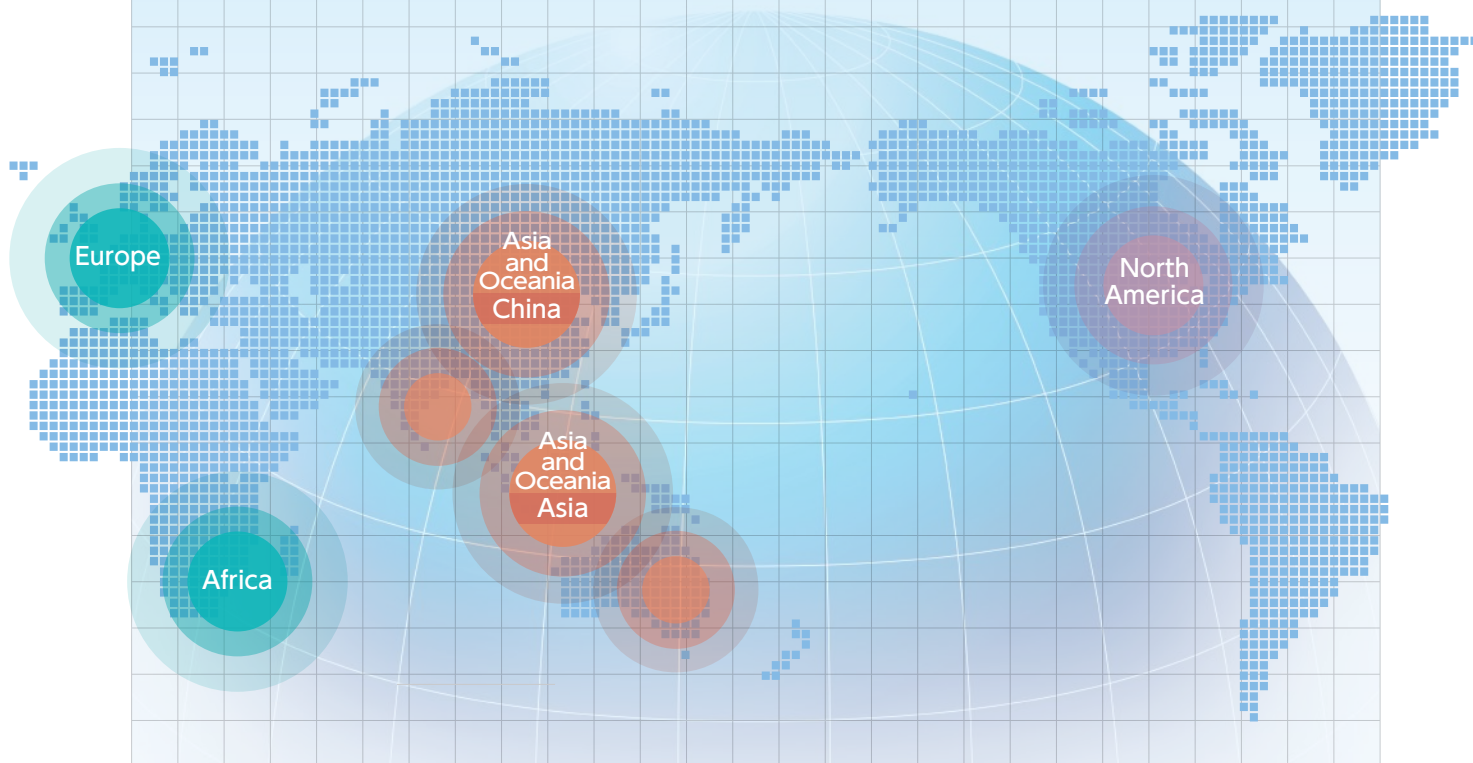 Europe
Asia
and
Oceania
China
North
America
Asia
and
Oceania
Asia
Africa